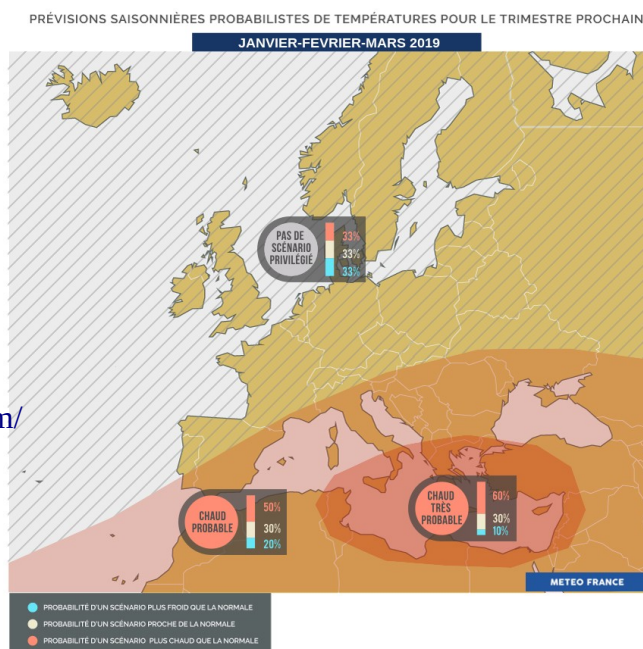 PRÉVISIONS SAISONNIÈRES PROBABILISTES DE TEMPÉRATURES POUR LE TRIMESTRE PROCHAIN
JANVIER-FEVRIER-MARS 2019
PAS DE
SCÉNARIO
PRIVILÉGIÉ
33%
33%
33%
m/
CHAUD
PROBABLE
50%
30%
20%
CHAUD
TRÈS
PROBABLE
60%
30%
10%
METEO FRANCE
PROBABILITÉ D'UN SCÉNARIO PLUS FROID QUE LA NORMALE
PROBABILITÉ D'UN SCÉNARIO PROCHE DE LA NORMALE
PROBABILITÉ D'UN SCÉNARIO PLUS CHAUD QUE LA NORMALE